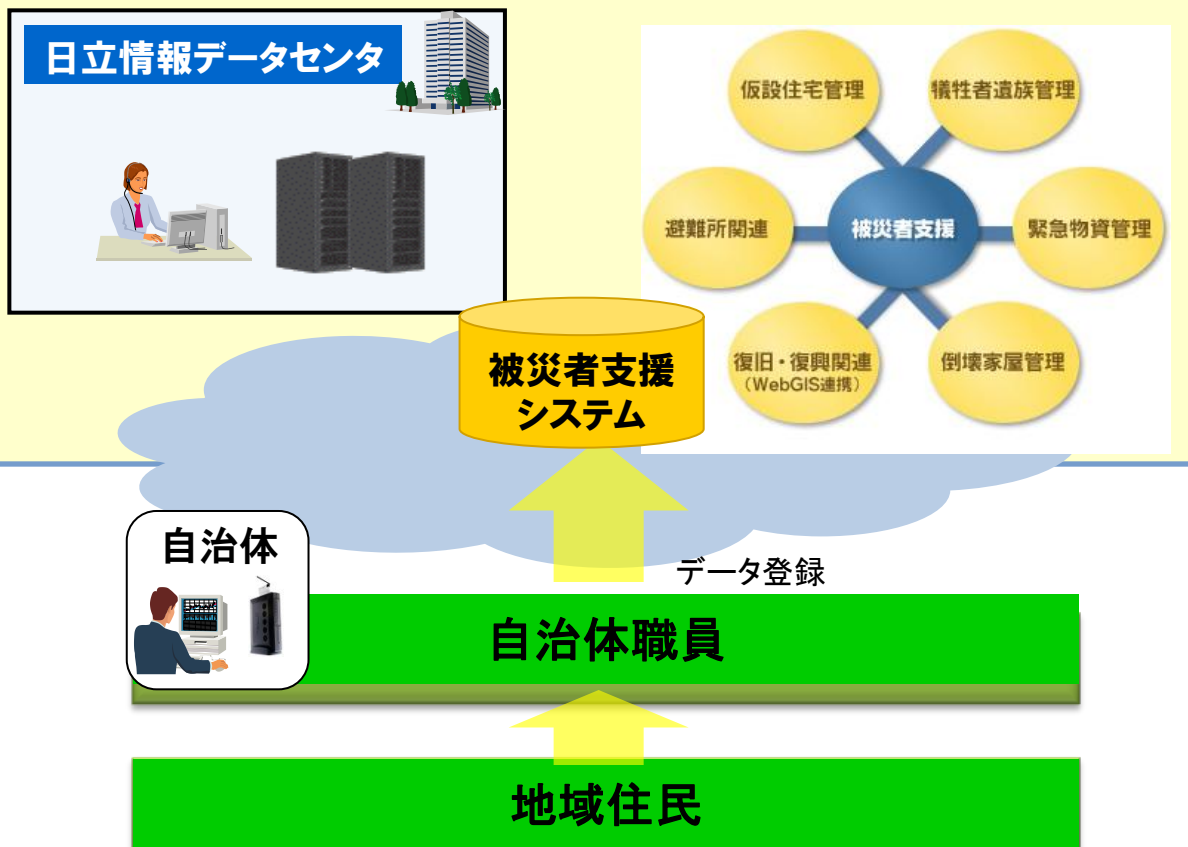 日立情報データセンタ
仮設住宅管理
犠牲者遺族管理
避難所関連
被災者支援
緊急物資管理
復旧・復興関連
（WebGIS連携）
倒壊家屋管理
被災者支援
システム
自治体
データ登録
自治体職員
地域住民